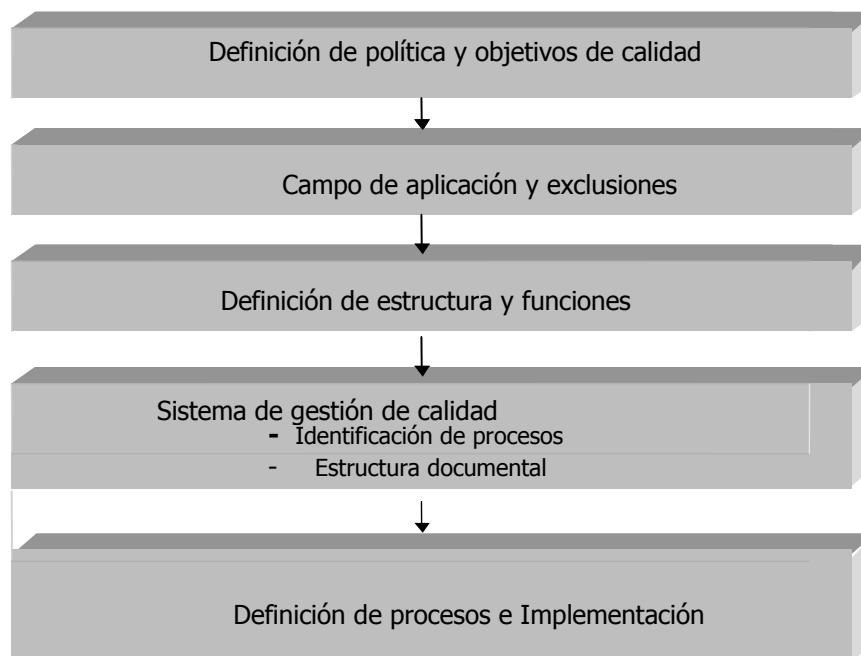 Definición de política y objetivos de calidad
Campo de aplicación y exclusiones
Definición de estructura y funciones
Sistema de gestión de calidad
- Identificación de procesos
- Estructura documental
Definición de procesos e Implementación